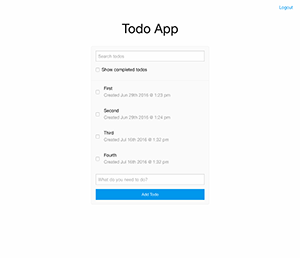 Logout
Todo App
Search todos
Show completed todos
First
Created Jun 29th 2016 @ 1:23 pm
Second
Created Jun 29th 2016 @ 1:24 pm
Third
Created Jul 16th 2016 @ 1:32 pm
Fourth
Created Jul 16th 2016 @ 1:32 pm
What do you need to do?
Add Todo